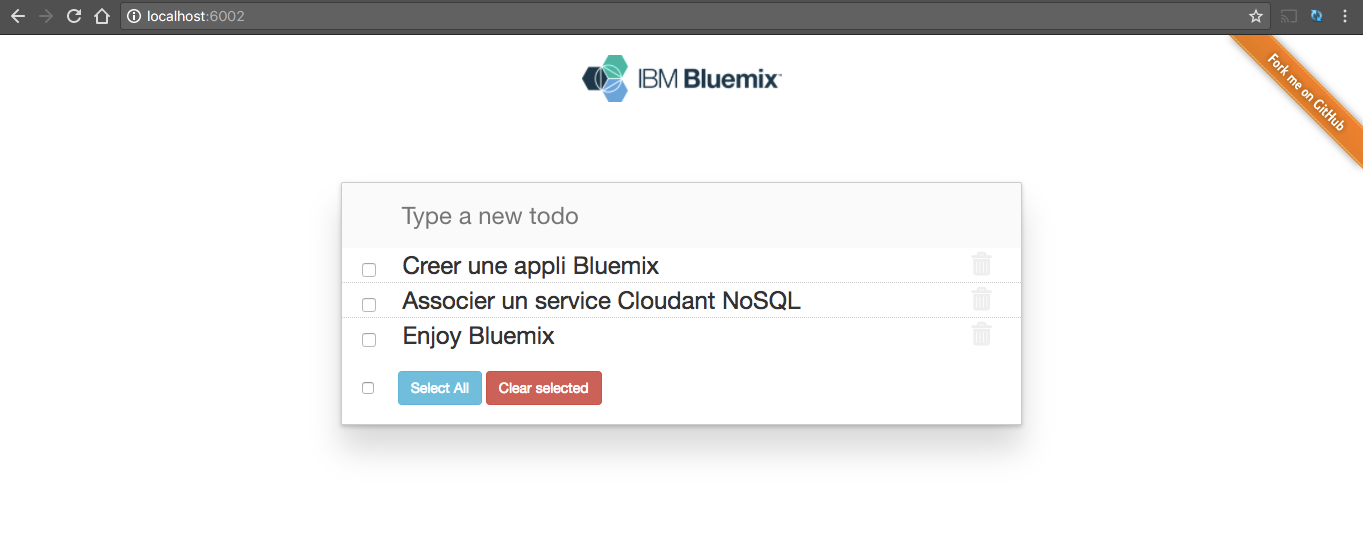 localhost:6002
IBM Bluemix™
Fork me on GitHub
Type a new todo
Creer une appli Bluemix
Associer un service Cloudant NoSQL
Enjoy Bluemix
Select All
Clear selected